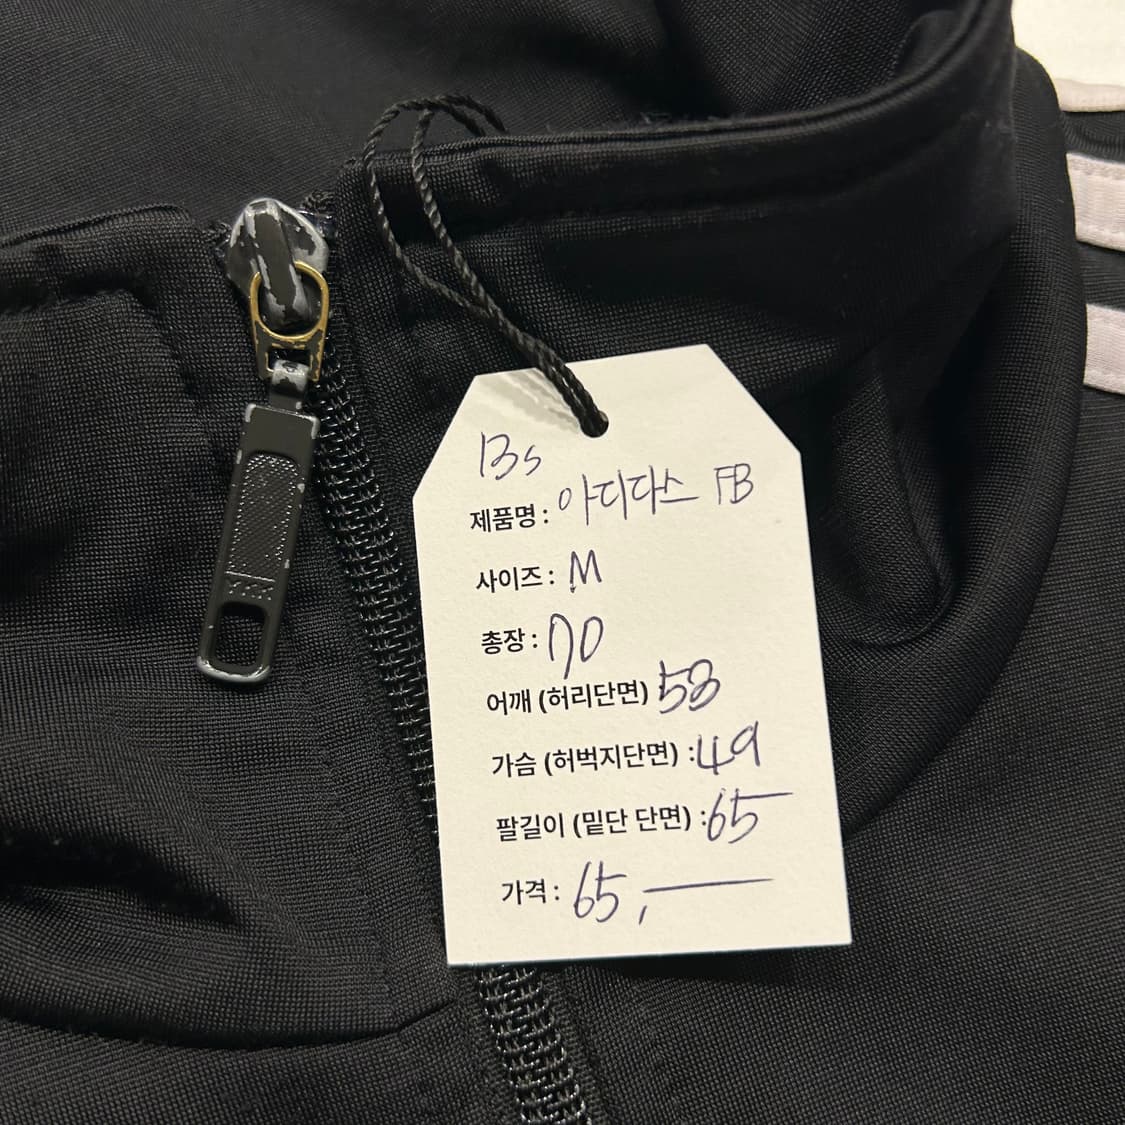 BS
제품명 : 아디다스 FB
사이즈 : M
총장 : 70
어깨 (허리단면) 53
가슴 (허벅지단면) : 49
팔길이 (밑단 단면) : 65
가격 : 65,